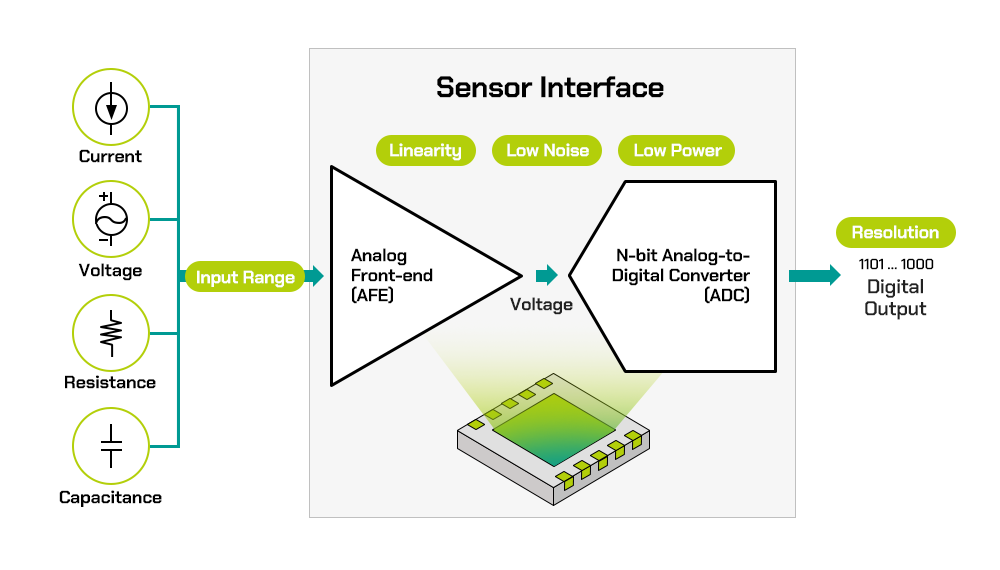 Sensor Interface
Linearity
Low Noise
Low Power
Current
+
−
Voltage
Resistance
Capacitance
Input Range
Analog
Front-end
(AFE)
Voltage
N-bit Analog-to-
Digital Converter
(ADC)
Resolution
1101 ... 1000
Digital
Output